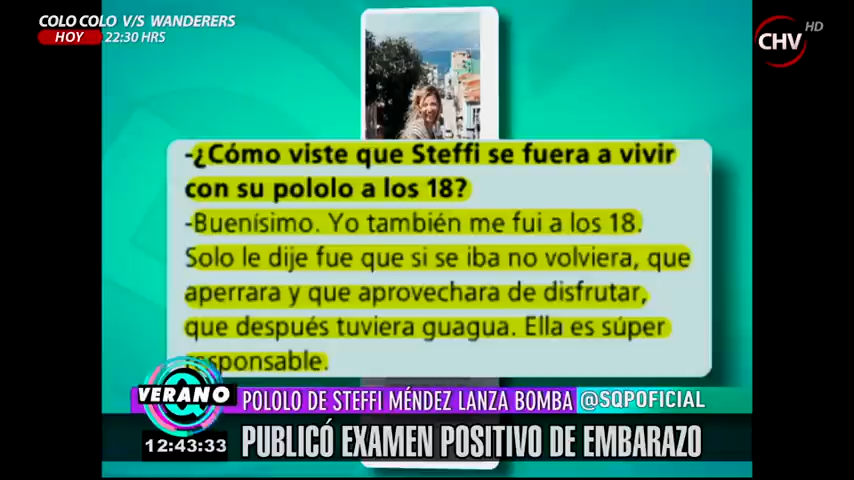 COLO COLO V/S WANDERERS
HOY 22:30 HRS
CHV HD
-¿Cómo viste que Steffi se fuera a vivir
con su pololo a los 18?
-Buenísimo. Yo también me fui a los 18.
Solo le dije fue que si se iba no volviera, que
aperrara y que aprovechara de disfrutar,
que después tuviera guagua. Ella es súper
responsable.
VERANO
POLOLO DE STEFFI MÉNDEZ LANZA BOMBA @SQPOFICIAL
12:43:33
PUBLICÓ EXAMEN POSITIVO DE EMBARAZO